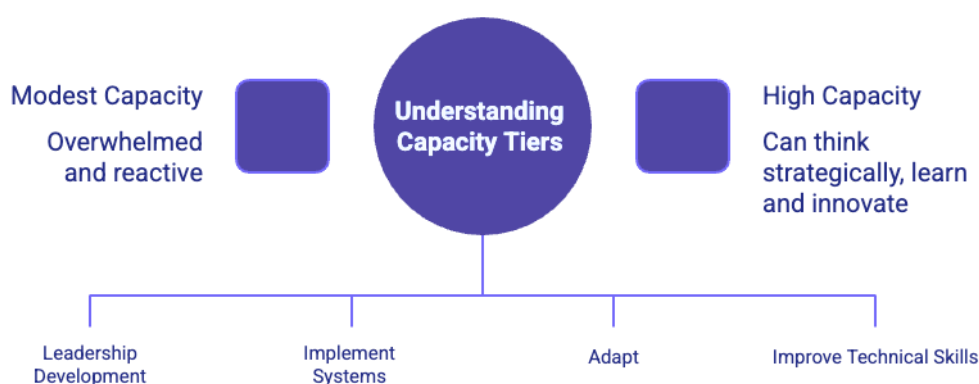 Modest Capacity
Overwhelmed
and reactive
Understanding
Capacity Tiers
High Capacity
Can think
strategically, learn
and innovate
Leadership
Development
Implement
Systems
Adapt
Improve Technical Skills